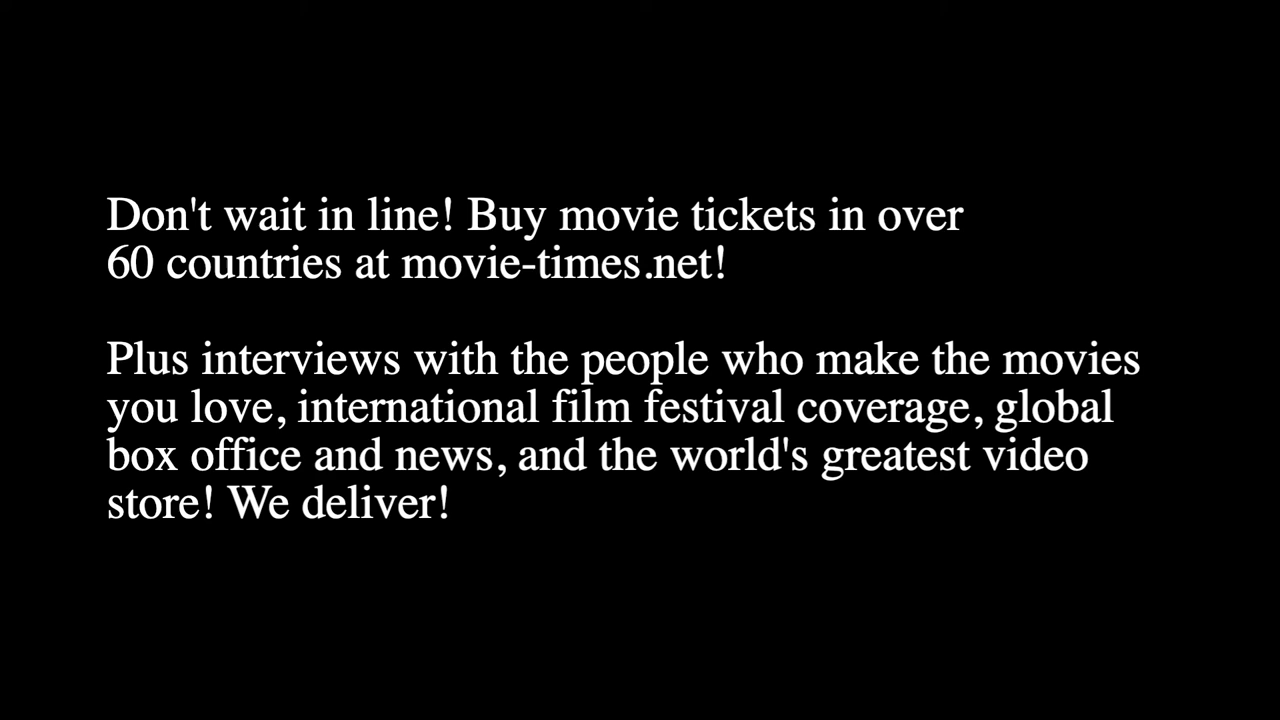 Don't wait in line! Buy movie tickets in over
60 countries at movie-times.net!
Plus interviews with the people who make the movies
you love, international film festival coverage, global
box office and news, and the world's greatest video
store! We deliver!